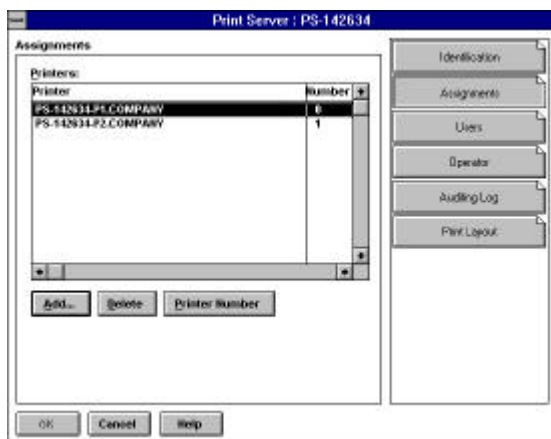 Print Server : PS-142634
Assignments
Printers:
Printer Number
PS-142634-P1.COMPANY 0
PS-142634-P2.COMPANY 1
Add... Delete Printer Number
OK Cancel Help
Identification
Assignments
Users
Operator
Auditing Log
Print Layout